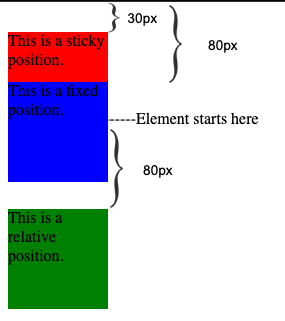 30px
80px
This is a sticky
position.
This is a fixed
position.
------Element starts here
80px
This is a
relative
position.